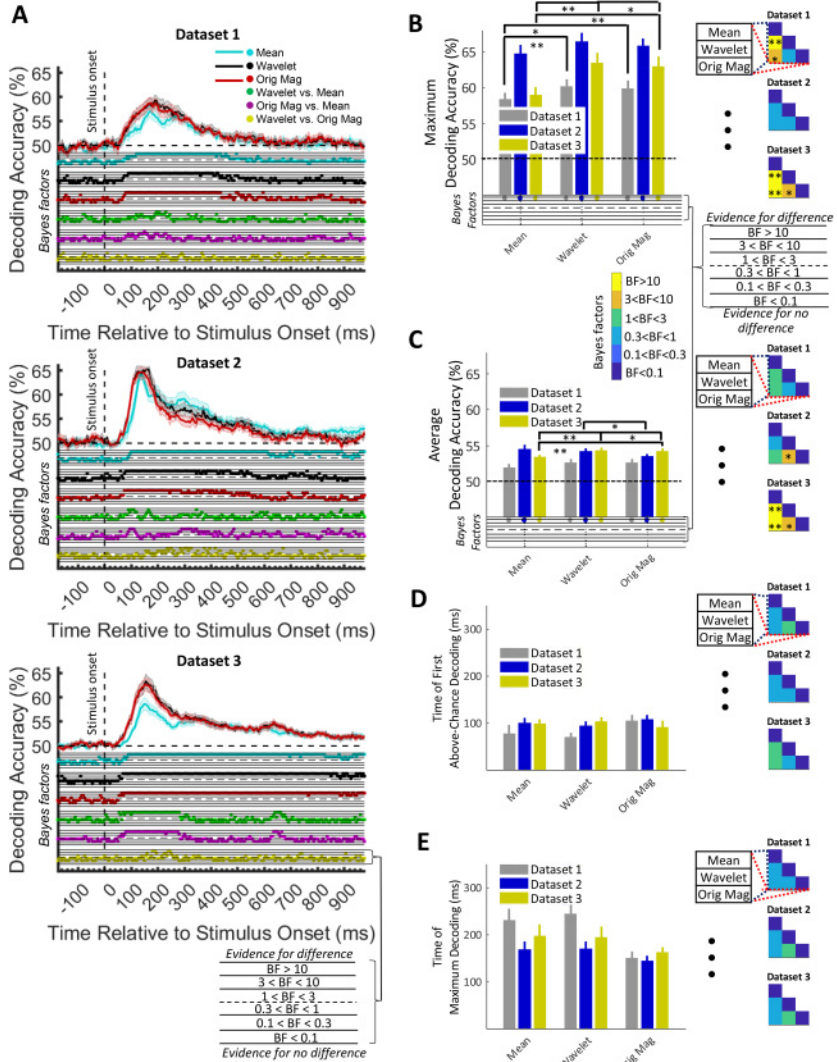 A
Dataset 1
Stimulus onset
Mean
Wavelet
Orig Mag
Wavelet vs. Mean
Orig Mag vs. Mean
Wavelet vs. Orig Mag
Decoding Accuracy (%)
65
60
55
50
Bayes factors
-100 0 100 200 300 400 500 600 700 800 900
Time Relative to Stimulus Onset (ms)
Dataset 2
Stimulus onset
Decoding Accuracy (%)
65
60
55
50
Bayes factors
-100 0 100 200 300 400 500 600 700 800 900
Time Relative to Stimulus Onset (ms)
Dataset 3
Stimulus onset
Decoding Accuracy (%)
65
60
55
50
Bayes factors
-100 0 100 200 300 400 500 600 700 800 900
Time Relative to Stimulus Onset (ms)
Evidence for difference
BF > 10
3 < BF < 10
1 < BF < 3
0.3 < BF < 1
0.1 < BF < 0.3
BF < 0.1
Evidence for no difference
B
Maximum
Decoding Accuracy (%)
65
60
55
50
** *
**
*
**
Dataset 1
Dataset 2
Dataset 3
Bayes
Factors
Mean Wavelet Orig Mag
Mean
Wavelet
Orig Mag
Dataset 1
**
*
Dataset 2
Dataset 3
**
** *
Evidence for difference
BF > 10
3 < BF < 10
1 < BF < 3
0.3 < BF < 1
0.1 < BF < 0.3
BF < 0.1
Evidence for no
difference
Bayes factors
BF>10
3<BF<10
1<BF<3
0.3<BF<1
0.1<BF<0.3
BF<0.1
C
Average
Decoding Accuracy (%)
65
60
55
50
Dataset 1
Dataset 2
Dataset 3
*
** *
**
Bayes
Factors
Mean Wavelet Orig Mag
Mean
Wavelet
Orig Mag
Dataset 1
Dataset 2
*
Dataset 3
**
** *
D
Time of First
Above-Chance Decoding (ms)
300
200
100
Dataset 1
Dataset 2
Dataset 3
Mean Wavelet Orig Mag
Mean
Wavelet
Orig Mag
Dataset 1
Dataset 2
Dataset 3
E
Time of
Maximum Decoding (ms)
300
200
100
Dataset 1
Dataset 2
Dataset 3
Mean Wavelet Orig Mag
Mean
Wavelet
Orig Mag
Dataset 1
Dataset 2
Dataset 3